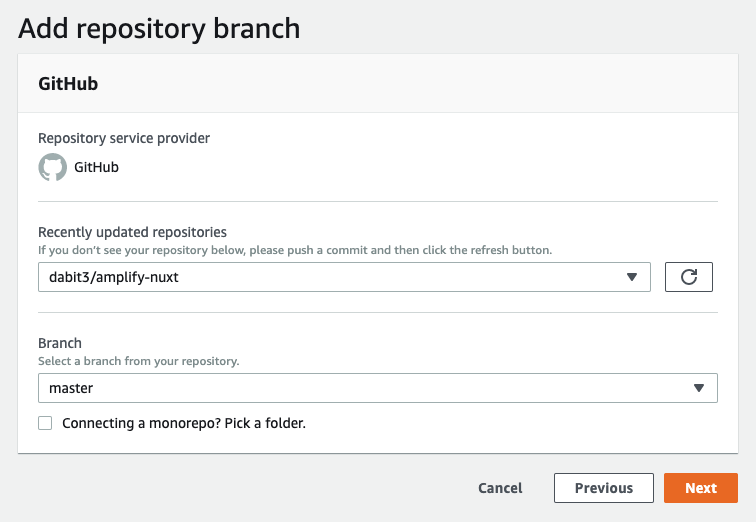 Add repository branch
GitHub
Repository service provider
GitHub
Recently updated repositories
If you don't see your repository below, please push a commit and then click the refresh button.
dabit3/amplify-nuxt
Branch
Select a branch from your repository.
master
Connecting a monorepo? Pick a folder.
Cancel
Previous
Next